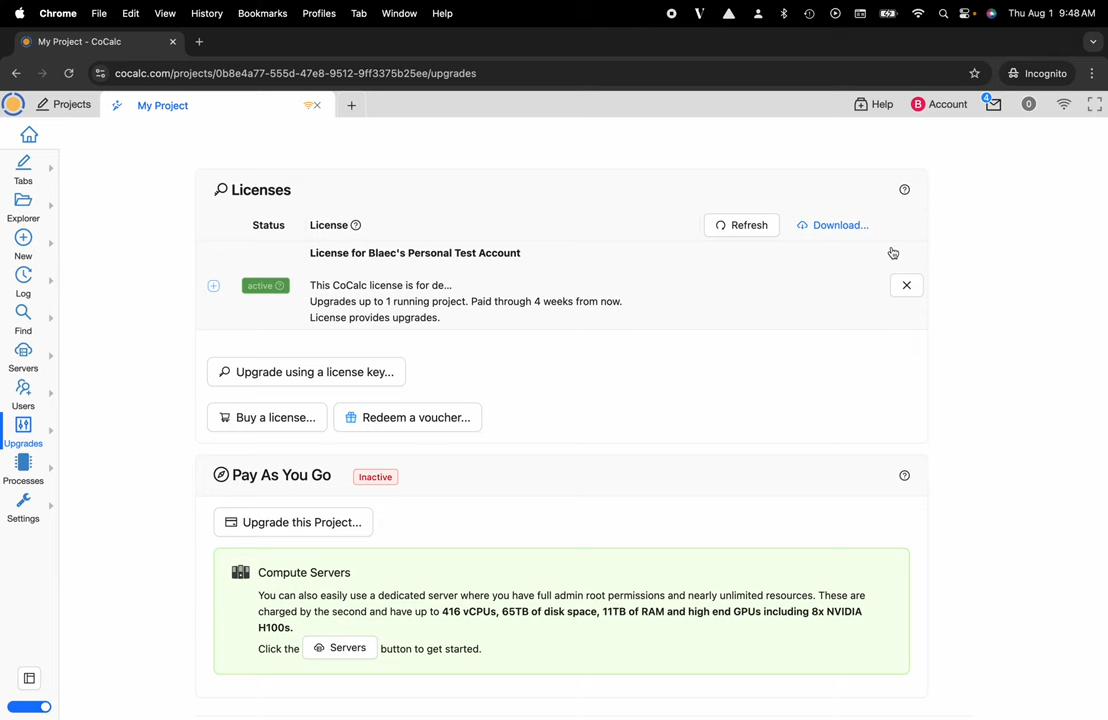 Chrome File Edit View History Bookmarks Profiles Tab Window Help Thu Aug 1 9:48 AM
My Project - CoCalc
cocalc.com/projects/0b8e4a77-555d-47e8-9512-9ff3375b25ee/upgrades Incognito
Projects My Project Help B Account 4 0
Tabs
Explorer
New
Log
Find
Servers
Users
Upgrades
Processes
Settings
Licenses
Status License Refresh Download...
License for Blaec's Personal Test Account
active This CoCalc license is for de...
Upgrades up to 1 running project. Paid through 4 weeks from now.
License provides upgrades.
Upgrade using a license key...
Buy a license... Redeem a voucher...
Pay As You Go Inactive
Upgrade this Project...
Compute Servers
You can also easily use a dedicated server where you have full admin root permissions and nearly unlimited resources. These are
charged by the second and have up to 416 vCPUs, 65TB of disk space, 11TB of RAM and high end GPUs including 8x NVIDIA
H100s.
Click the Servers button to get started.